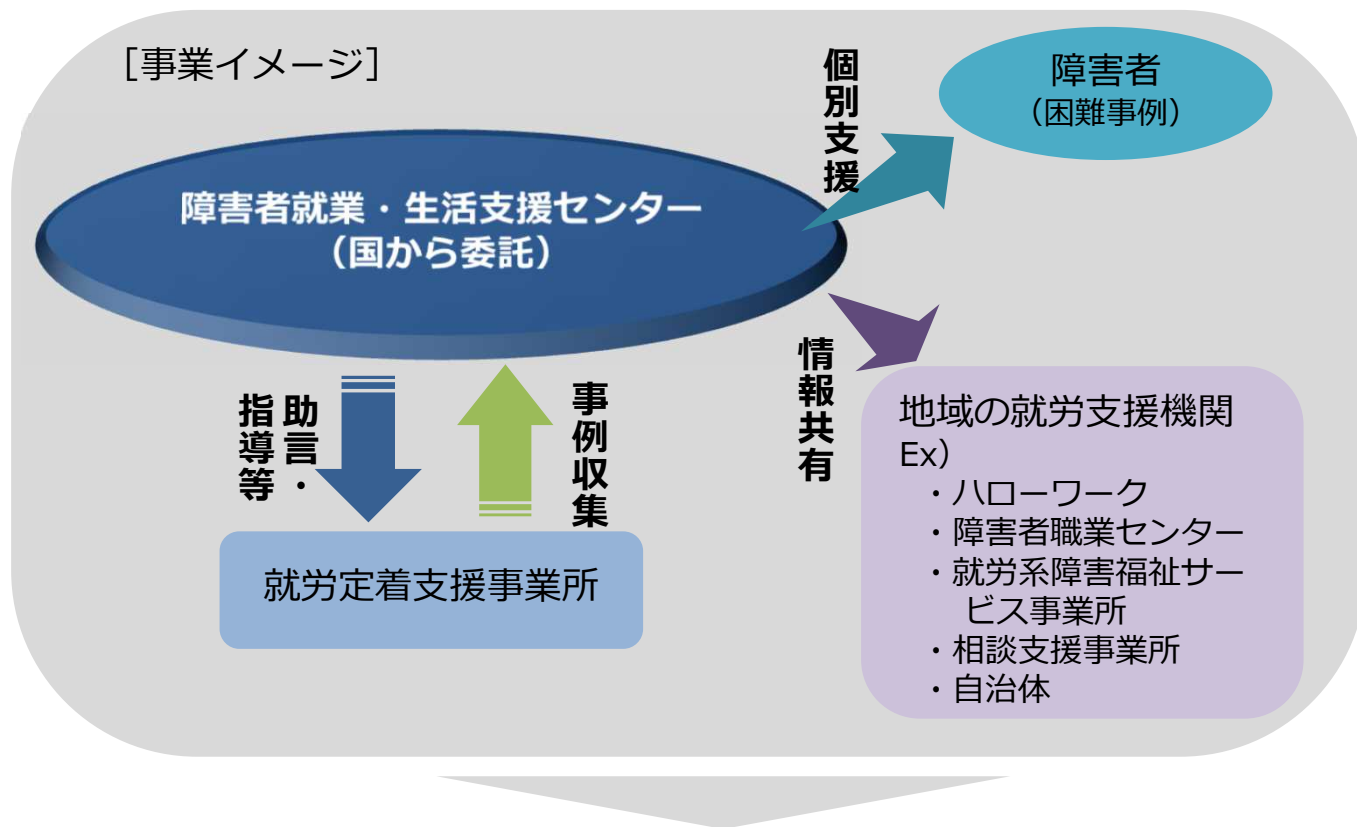 ［事業イメージ］
障害者
（困難事例）
個別支援
障害者就業・生活支援センター
（国から委託）
情報共有
助言・
指導等
事例収集
地域の就労支援機関
Ex）
・ハローワーク
・障害者職業センター
・就労系障害福祉サー
ビス事業所
・相談支援事業所
・自治体
就労定着支援事業所